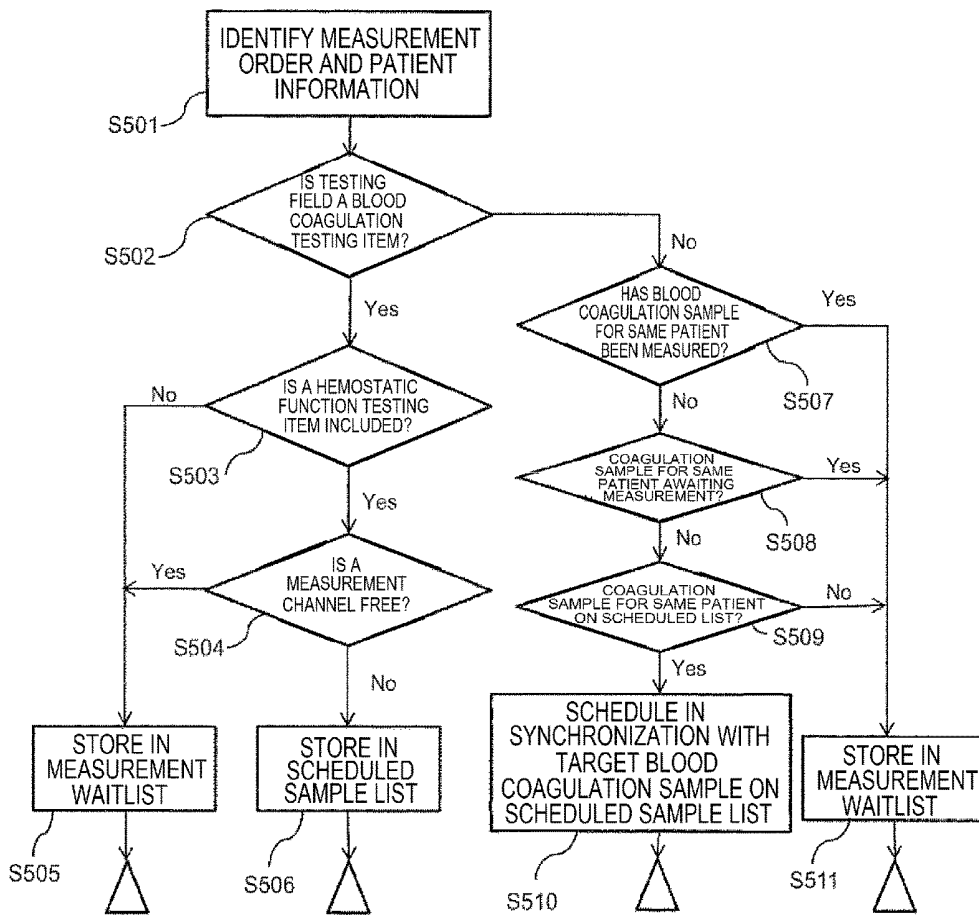 IDENTIFY MEASUREMENT
ORDER AND PATIENT
INFORMATION
S501
IS TESTING
FIELD A BLOOD
COAGULATION
TESTING ITEM?
S502
No
Yes
HAS BLOOD
COAGULATION SAMPLE
FOR SAME PATIENT
BEEN MEASURED?
Yes
S507
No
IS A HEMOSTATIC
FUNCTION TESTING
ITEM INCLUDED?
No
S503
Yes
COAGULATION
SAMPLE FOR SAME
PATIENT AWAITING
MEASUREMENT?
Yes
S508
No
IS A
MEASUREMENT
CHANNEL FREE?
Yes
S504
No
COAGULATION
SAMPLE FOR SAME PATIENT
ON SCHEDULED LIST?
No
S509
Yes
STORE IN
MEASUREMENT
WAITLIST
S505
STORE IN
SCHEDULED
SAMPLE LIST
S506
SCHEDULE IN
SYNCHRONIZATION WITH
TARGET BLOOD
COAGULATION SAMPLE ON
SCHEDULED SAMPLE LIST
S510
STORE IN
MEASUREMENT
WAITLIST
S511